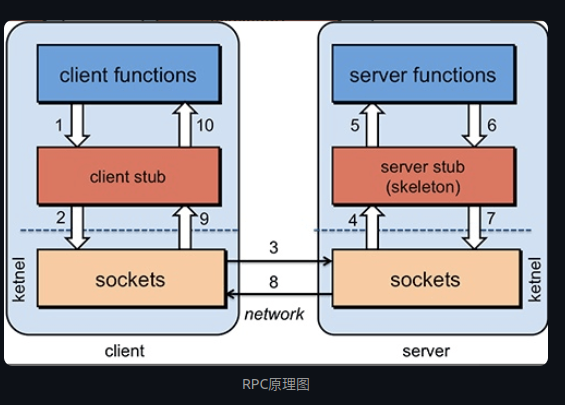 client functions
server functions
1
10
5
6
client stub
server stub
(skeleton)
2
9
4
7
3
ketnel
sockets
8
sockets
ketnel
network
client
server
RPC原理图